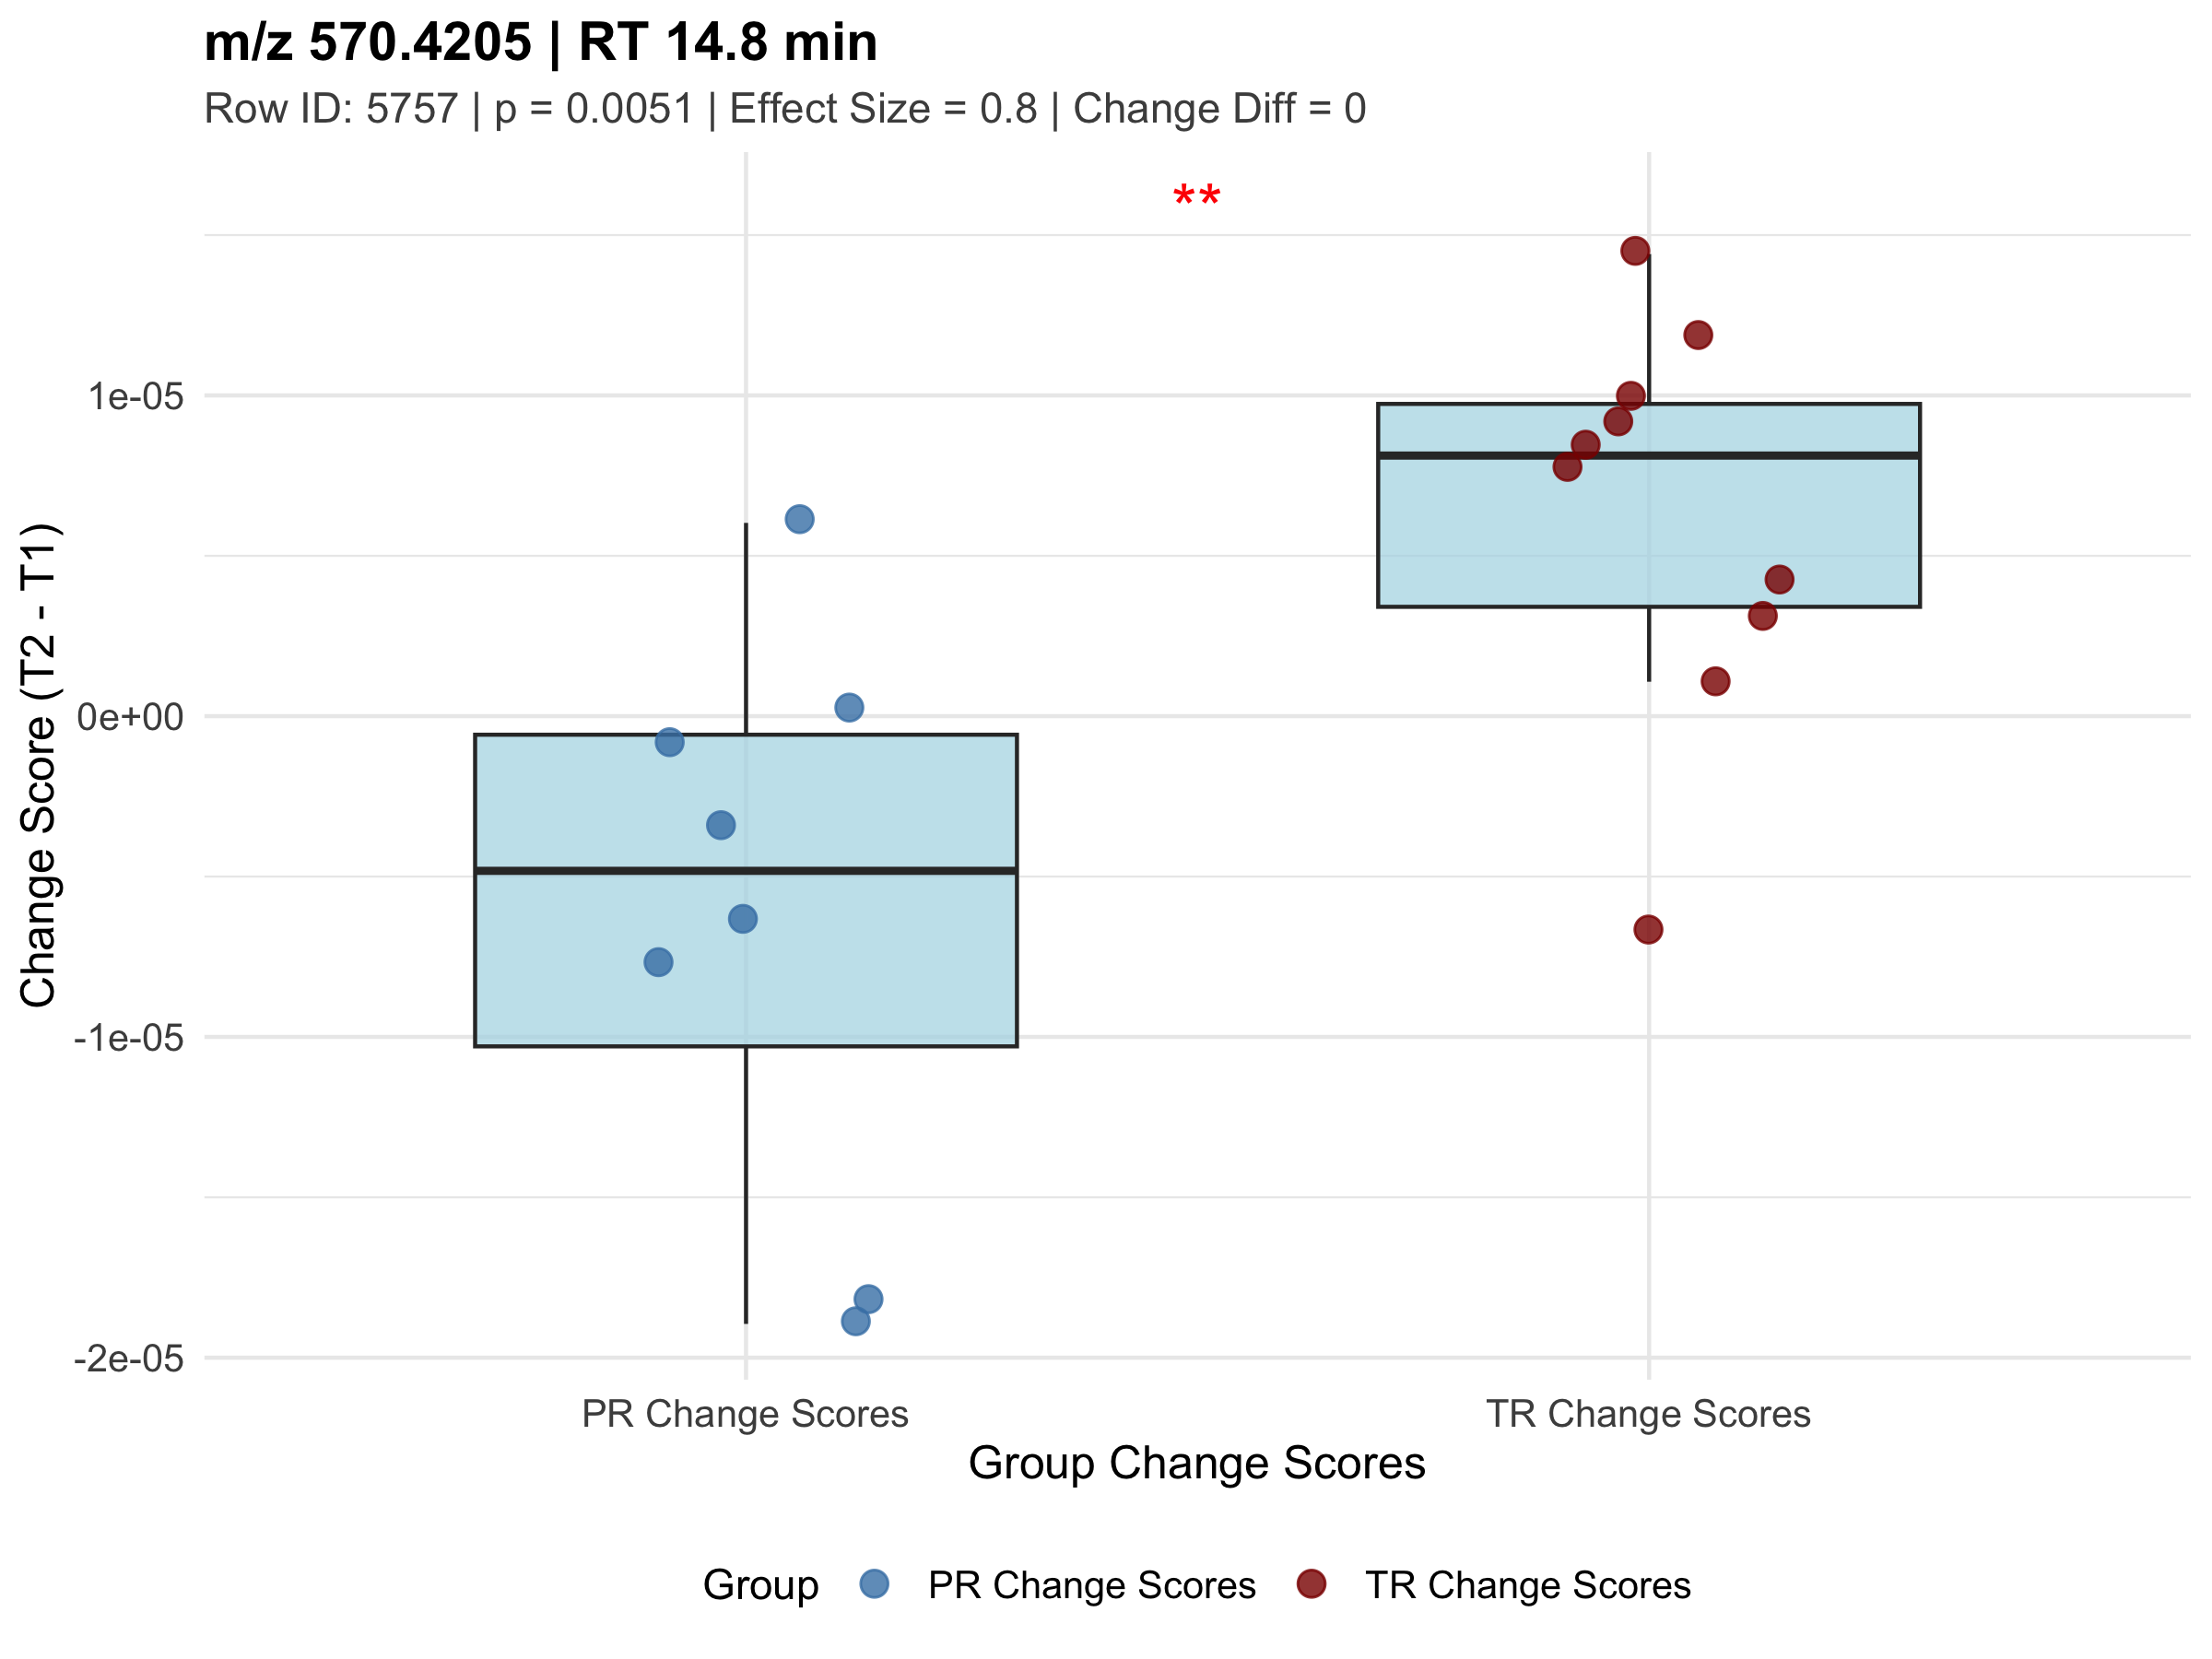 m/z 570.4205 | RT 14.8 min
Row ID: 5757 | p = 0.0051 | Effect Size = 0.8 | Change Diff = 0
**
Change Score (T2 - T1)
1e-05
0e+00
-1e-05
-2e-05
PR Change Scores TR Change Scores
Group Change Scores
Group PR Change Scores TR Change Scores